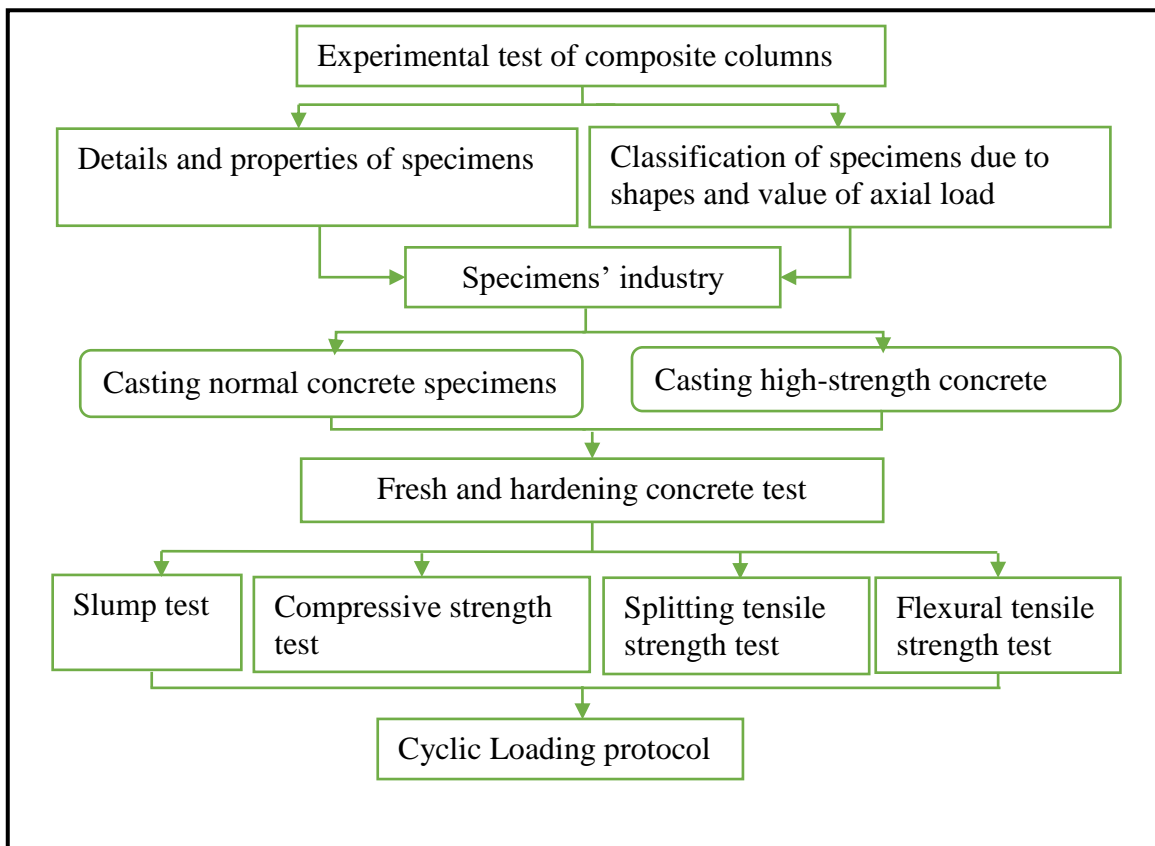 Experimental test of composite columns
Details and properties of specimens
Classification of specimens due to
shapes and value of axial load
Specimens’ industry
Casting normal concrete specimens
Casting high-strength concrete
Fresh and hardening concrete test
Slump test
Compressive strength
test
Splitting tensile
strength test
Flexural tensile
strength test
Cyclic Loading protocol